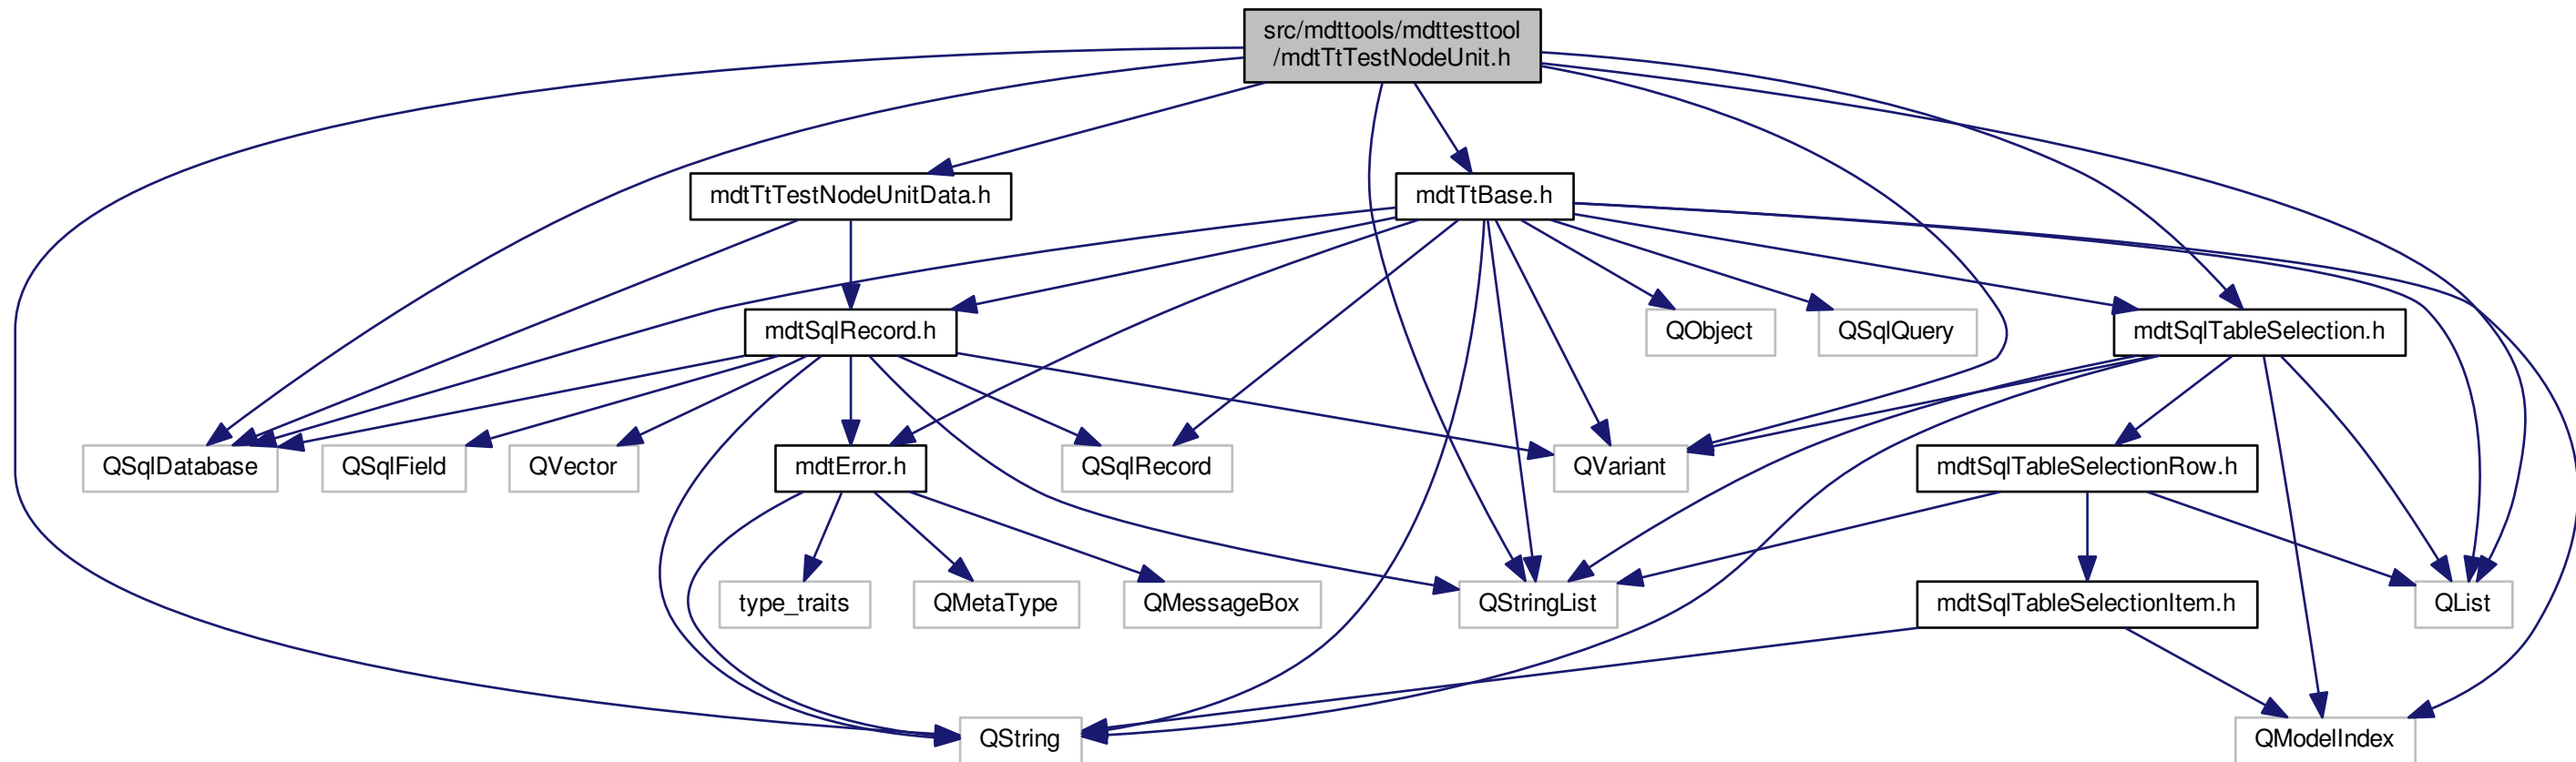 src/mdttools/mdttesttool
/mdtTtTestNodeUnit.h
mdtTtTestNodeUnitData.h
mdtTtBase.h
mdtSqlRecord.h
QObject
QSqlQuery
mdtSqlTableSelection.h
QSqlDatabase
QSqlField
QVector
mdtError.h
QSqlRecord
QVariant
mdtSqlTableSelectionRow.h
type_traits
QMetaType
QMessageBox
QStringList
mdtSqlTableSelectionItem.h
QList
QString
QModelIndex